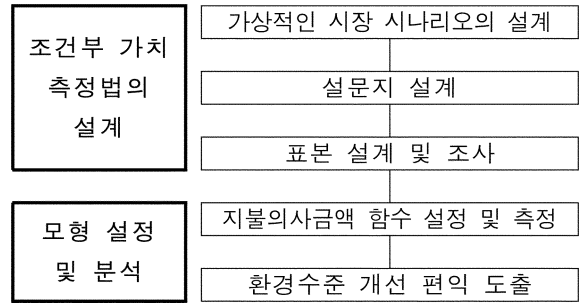 조건부 가치
측정법의
설계
가상적인 시장 시나리오의 설계
설문지 설계
표본 설계 및 조사
모형 설정
및 분석
지불의사금액 함수 설정 및 측정
환경수준 개선 편익 도출